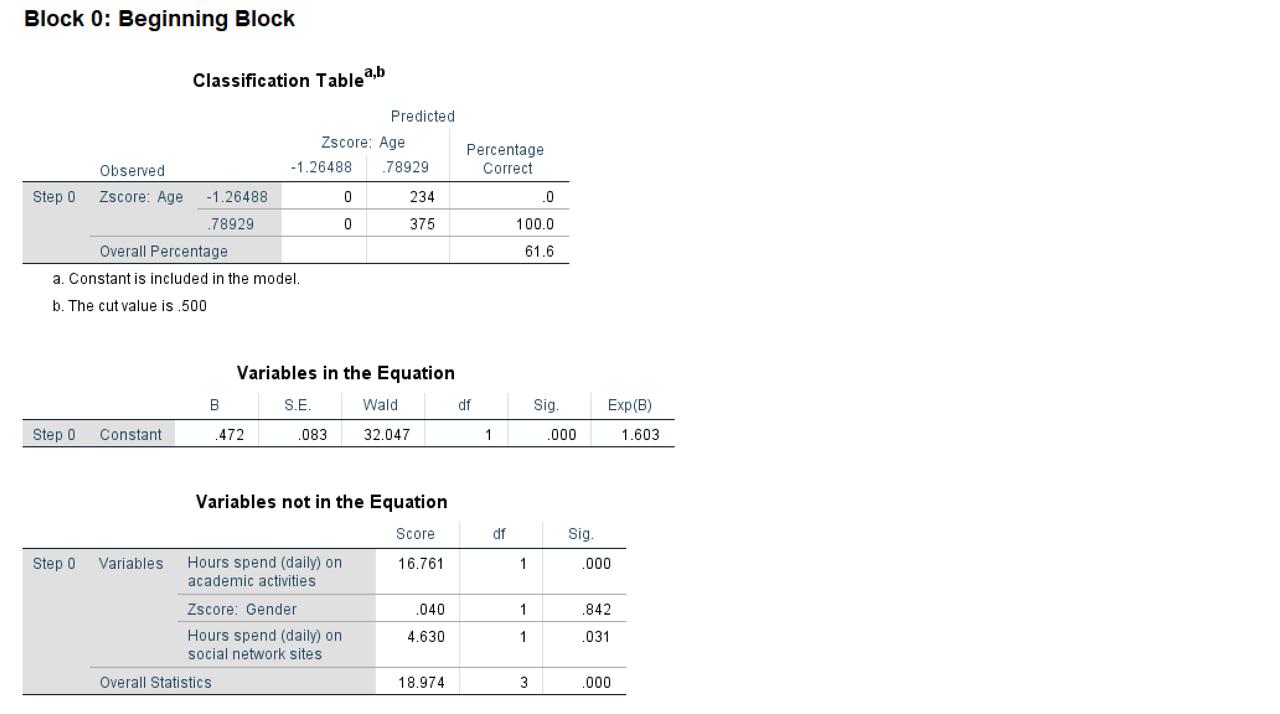 Block 0: Beginning Block
Classification Table a,b
Predicted
Zscore: Age
Percentage Correct
Observed
-1.26488 .78929
Step 0 Zscore: Age -1.26488 0 234 .0
.78929 0 375 100.0
Overall Percentage 61.6
a. Constant is included in the model.
b. The cut value is .500
Variables in the Equation
B S.E. Wald df Sig. Exp(B)
Step 0 Constant .472 .083 32.047 1 .000 1.603
Variables not in the Equation
Score df Sig.
Step 0 Variables Hours spend (daily) on 16.761 1 .000
academic activities
Zscore: Gender .040 1 .842
Hours spend (daily) on 4.630 1 .031
social network sites
Overall Statistics 18.974 3 .000